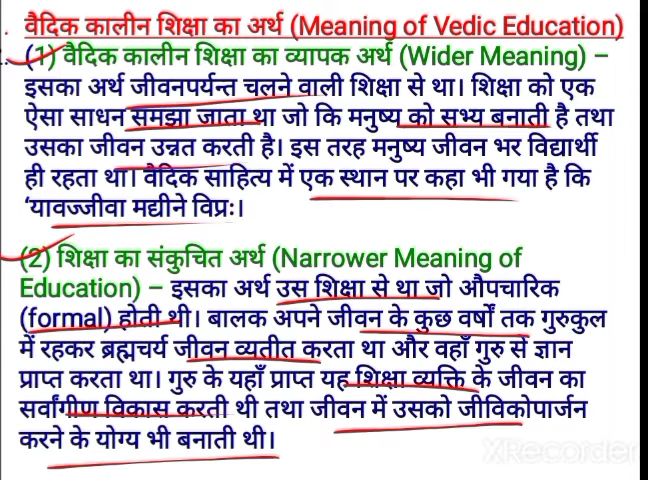 वैदिक कालीन शिक्षा का अर्थ (Meaning of Vedic Education)
(1) वैदिक कालीन शिक्षा का व्यापक अर्थ (Wider Meaning) –
इसका अर्थ जीवनपर्यन्त चलने वाली शिक्षा से था। शिक्षा को एक
ऐसा साधन समझा जाता था जो कि मनुष्य को सभ्य बनाती है तथा
उसका जीवन उन्नत करती है। इस तरह मनुष्य जीवन भर विद्यार्थी
ही रहता था। वैदिक साहित्य में एक स्थान पर कहा भी गया है कि
‘यावज्जीवा मद्यीने विप्रः।
(2) शिक्षा का संकुचित अर्थ (Narrower Meaning of
Education) – इसका अर्थ उस शिक्षा से था जो औपचारिक
(formal) होती थी। बालक अपने जीवन के कुछ वर्षों तक गुरुकुल
में रहकर ब्रह्मचर्य जीवन व्यतीत करता था और वहाँ गुरु से ज्ञान
प्राप्त करता था। गुरु के यहाँ प्राप्त यह शिक्षा व्यक्ति के जीवन का
सर्वांगीण विकास करती थी तथा जीवन में उसको जीविकोपार्जन
करने के योग्य भी बनाती थी।
XRecorder